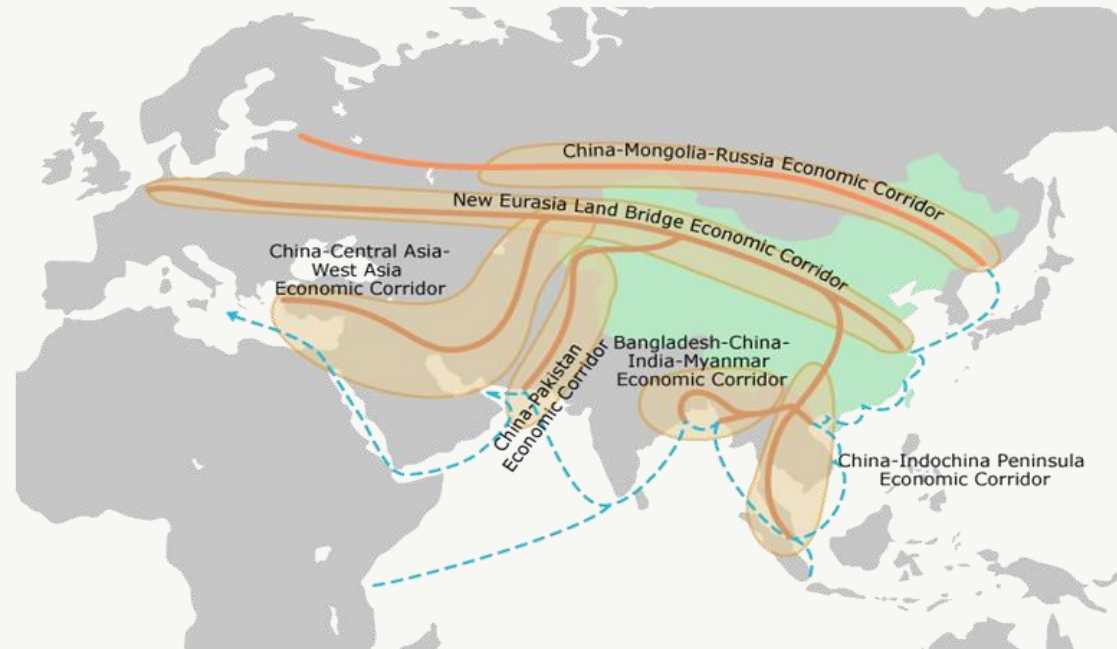 China-Mongolia-Russia Economic Corridor
New Eurasia Land Bridge Economic Corridor
China-Central Asia-
West Asia
Economic Corridor
China-Pakistan
Economic Corridor
Bangladesh-China-
India-Myanmar
Economic Corridor
China-Indochina Peninsula
Economic Corridor